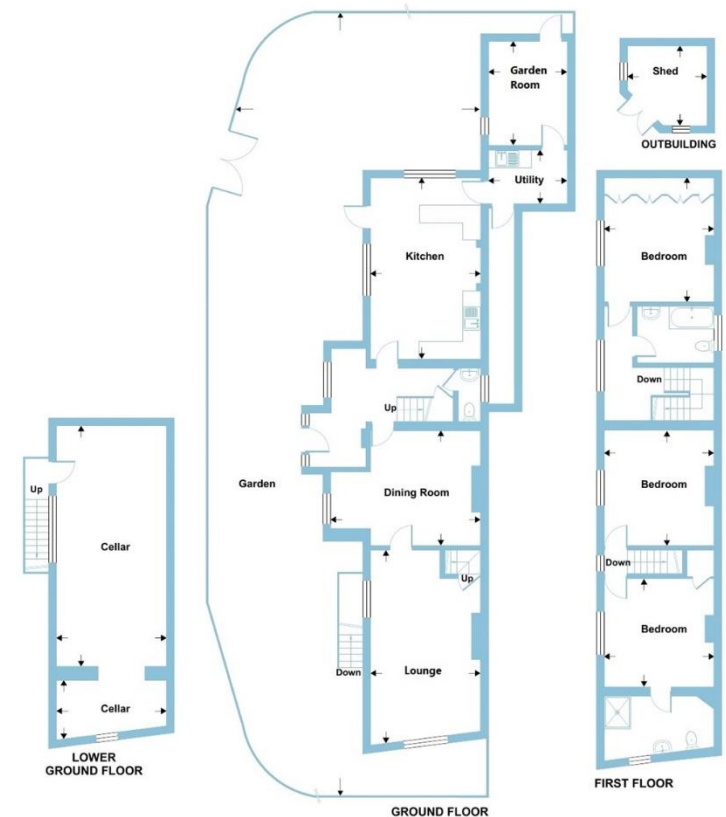 Garden
Room
Shed
OUTBUILDING
Utility
Kitchen
Bedroom
Down
Up
Up
Garden
Dining Room
Bedroom
Cellar
Up
Down
Down
Lounge
Bedroom
Cellar
LOWER
GROUND FLOOR
GROUND FLOOR
FIRST FLOOR